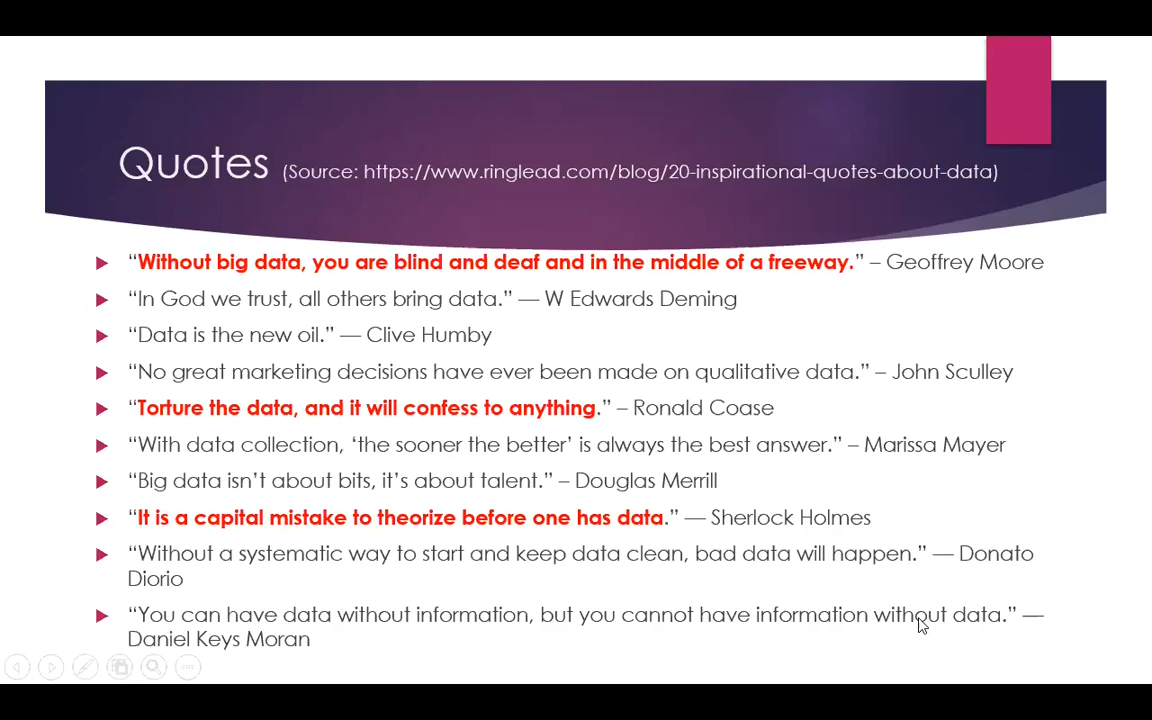 Quotes (Source: https://www.ringlead.com/blog/20-inspirational-quotes-about-data)
“Without big data, you are blind and deaf and in the middle of a freeway.” – Geoffrey Moore
“In God we trust, all others bring data.” — W Edwards Deming
“Data is the new oil.” — Clive Humby
“No great marketing decisions have ever been made on qualitative data.” – John Sculley
“Torture the data, and it will confess to anything.” – Ronald Coase
“With data collection, ‘the sooner the better’ is always the best answer.” – Marissa Mayer
“Big data isn’t about bits, it’s about talent.” – Douglas Merrill
“It is a capital mistake to theorize before one has data.” — Sherlock Holmes
“Without a systematic way to start and keep data clean, bad data will happen.” — Donato
Diorio
“You can have data without information, but you cannot have information without data.” —
Daniel Keys Moran